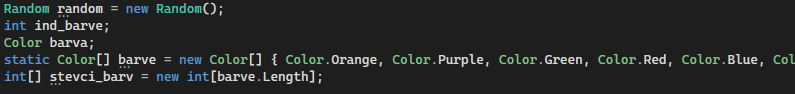 Random random = new Random();
int ind_barve;
Color barva;
static Color[] barve = new Color[] { Color.Orange, Color.Purple, Color.Green, Color.Red, Color.Blue, Col
int[] stevci_barv = new int[barve.Length];